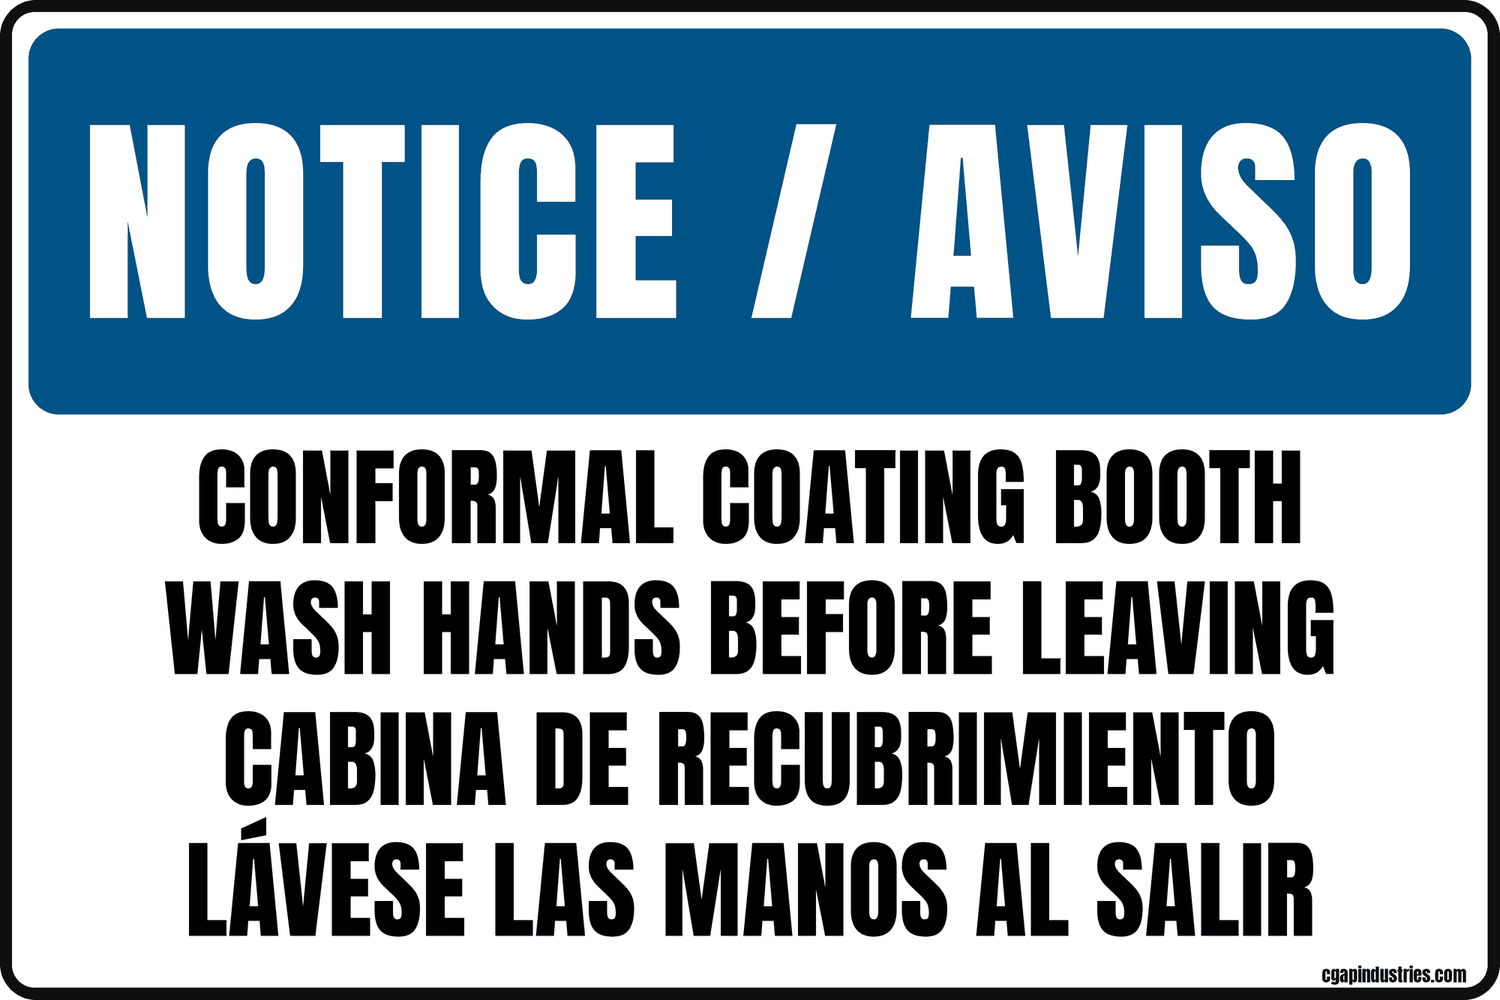 NOTICE / AVISO
CONFORMAL COATING BOOTH
WASH HANDS BEFORE LEAVING
CABINA DE RECUBRIMIENTO
LÁVESE LAS MANOS AL SALIR
cgapindustries.com